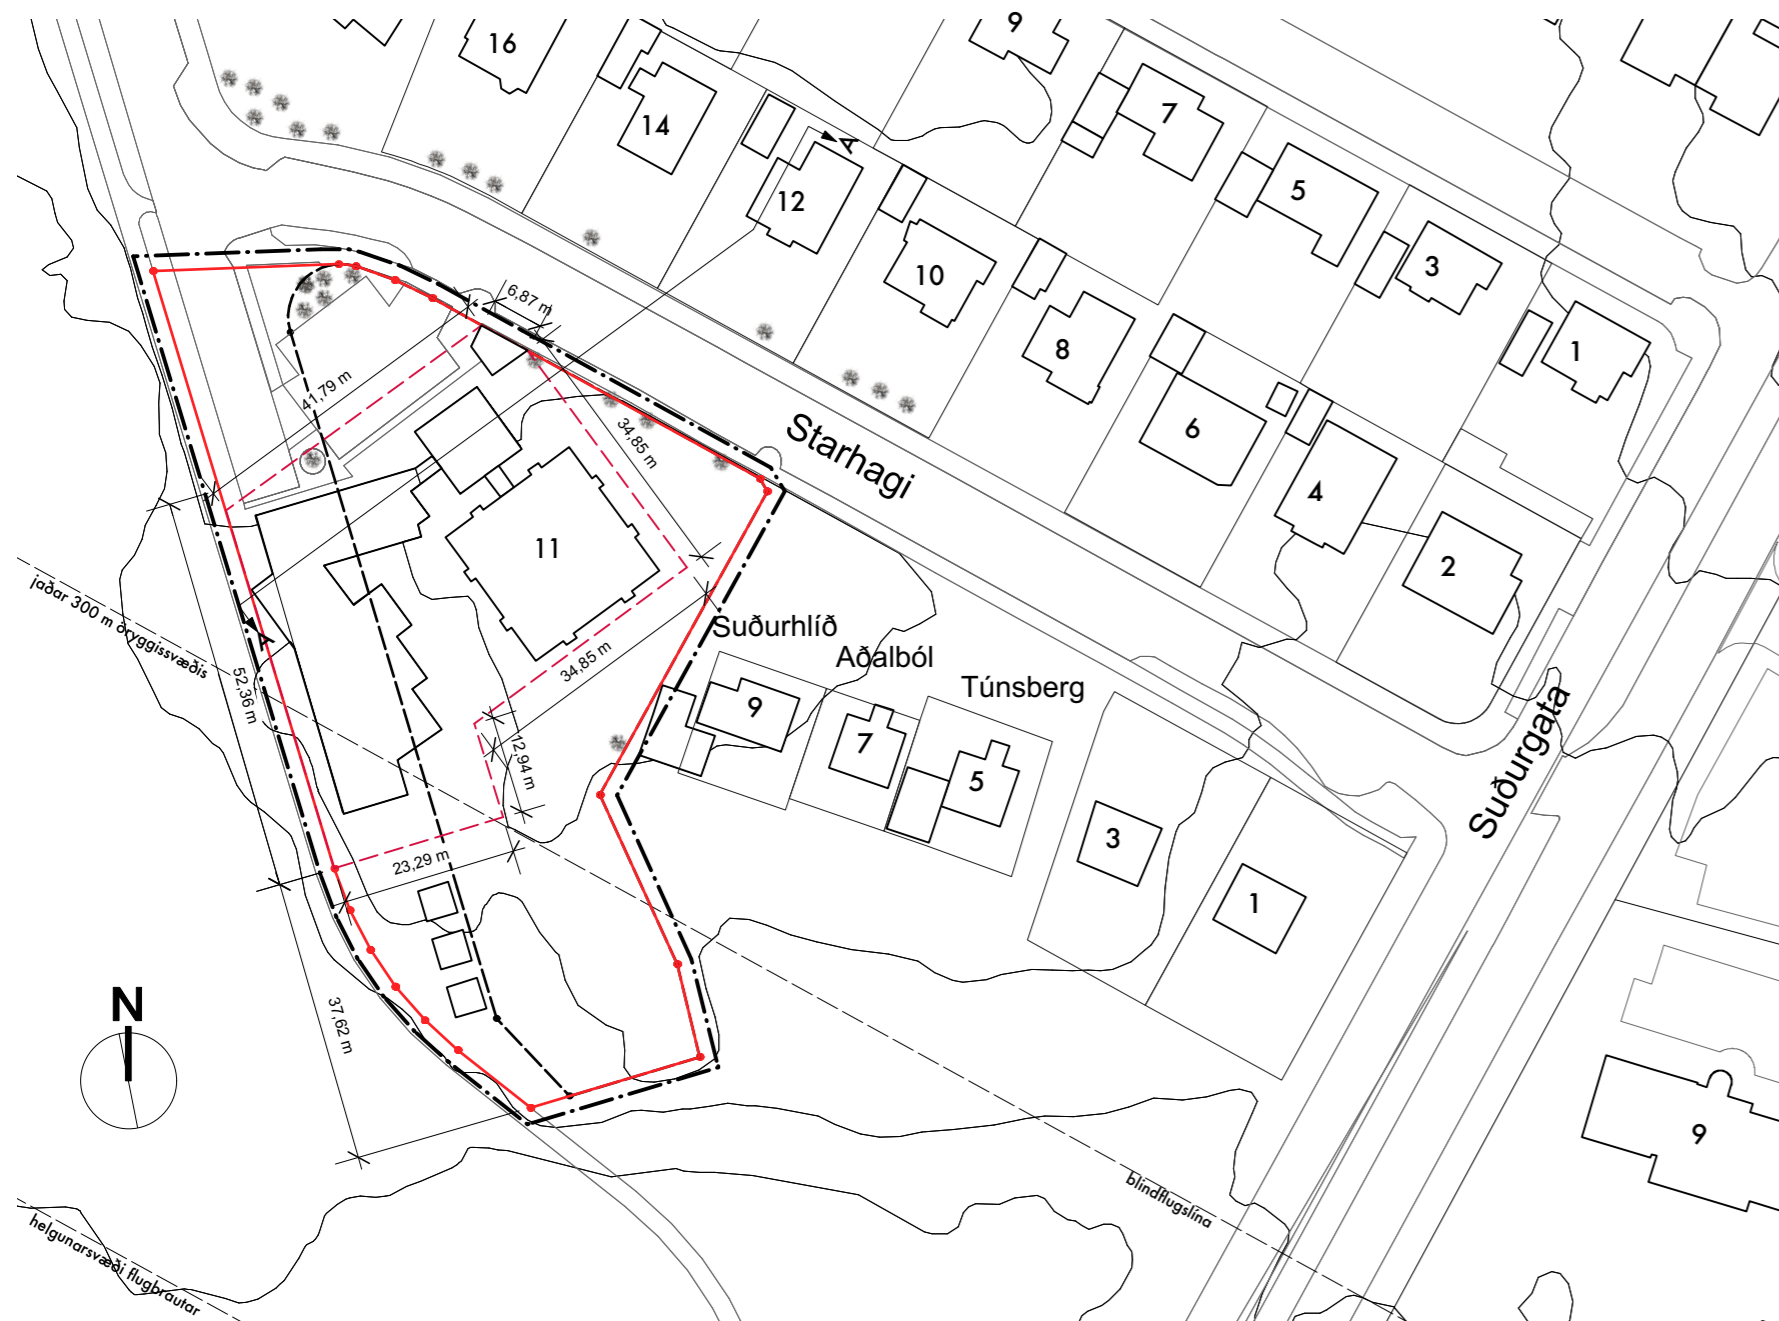 16
9
14
7
A
12
5
10
3
6,87 m
8
1
41,79 m
6
34,85 m
Starhagi
4
11
2
jaðar 300 m öryggissvæðis
A
Suðurhlíð
34,85 m
Aðalból
52,36 m
Túnsberg
9
7
12,94 m
5
Suðurgata
3
23,29 m
1
N
37,62 m
9
blindflugslína
helgunarsvæði flugbrautar